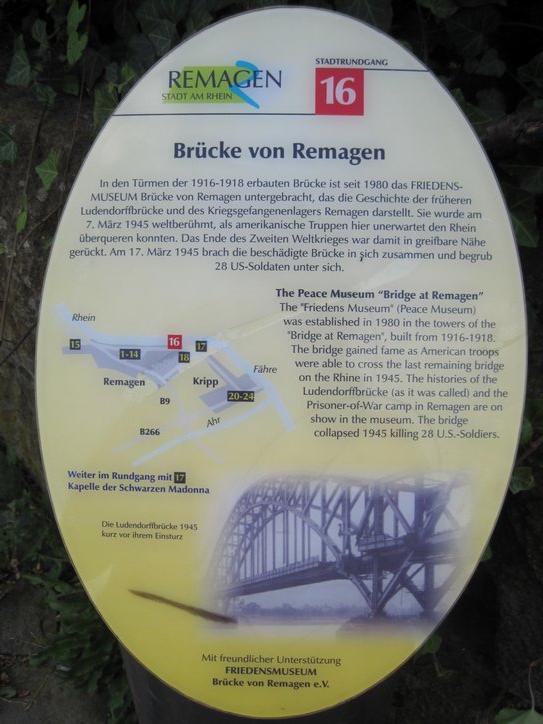 REMAGEN
STADT AM RHEIN
STADTRUNDGANG
16
Brücke von Remagen
In den Türmen der 1916-1918 erbauten Brücke ist seit 1980 das FRIEDENS-
MUSEUM Brücke von Remagen untergebracht, das die Geschichte der früheren
Ludendorffbrücke und des Kriegsgefangenenlagers Remagen darstellt. Sie wurde am
7. März 1945 weltberühmt, als amerikanische Truppen hier unerwartet den Rhein
überqueren konnten. Das Ende des Zweiten Weltkrieges war damit in greifbare Nähe
gerückt. Am 17. März 1945 brach die beschädigte Brücke in sich zusammen und begrub
28 US-Soldaten unter sich.
The Peace Museum "Bridge at Remagen"
The "Friedens Museum" (Peace Museum)
was established in 1980 in the towers of the
"Bridge at Remagen", built from 1916-1918.
The bridge gained fame as American troops
were able to cross the last remaining bridge
on the Rhine in 1945. The histories of the
Ludendorffbrücke (as it was called) and the
Prisoner-of-War camp in Remagen are on
show in the museum. The bridge
collapsed 1945 killing 28 U.S.-Soldiers.
Rhein
15
1-14
16
18
17
Fähre
Remagen
Kripp
20-24
B9
Ahr
B266
Weiter im Rundgang mit 17
Kapelle der Schwarzen Madonna
Die Ludendorffbrücke 1945
kurz vor ihrem Einsturz
Mit freundlicher Unterstützung
FRIEDENSMUSEUM
Brücke von Remagen e.V.